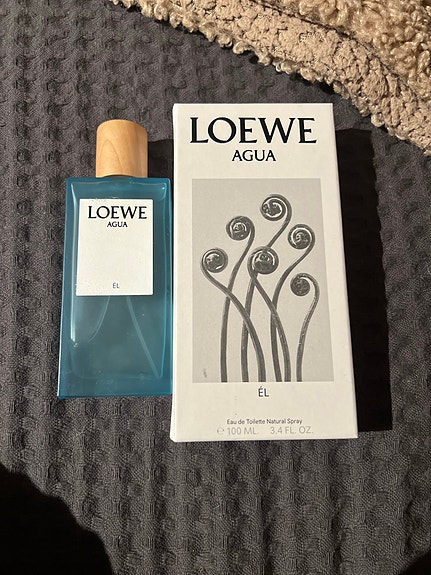 LOEWE
AGUA
ÉL
LOEWE
AGUA
ÉL
Eau de Toilette Natural Spray
℮ 100 ML. 3.4 FL. OZ.